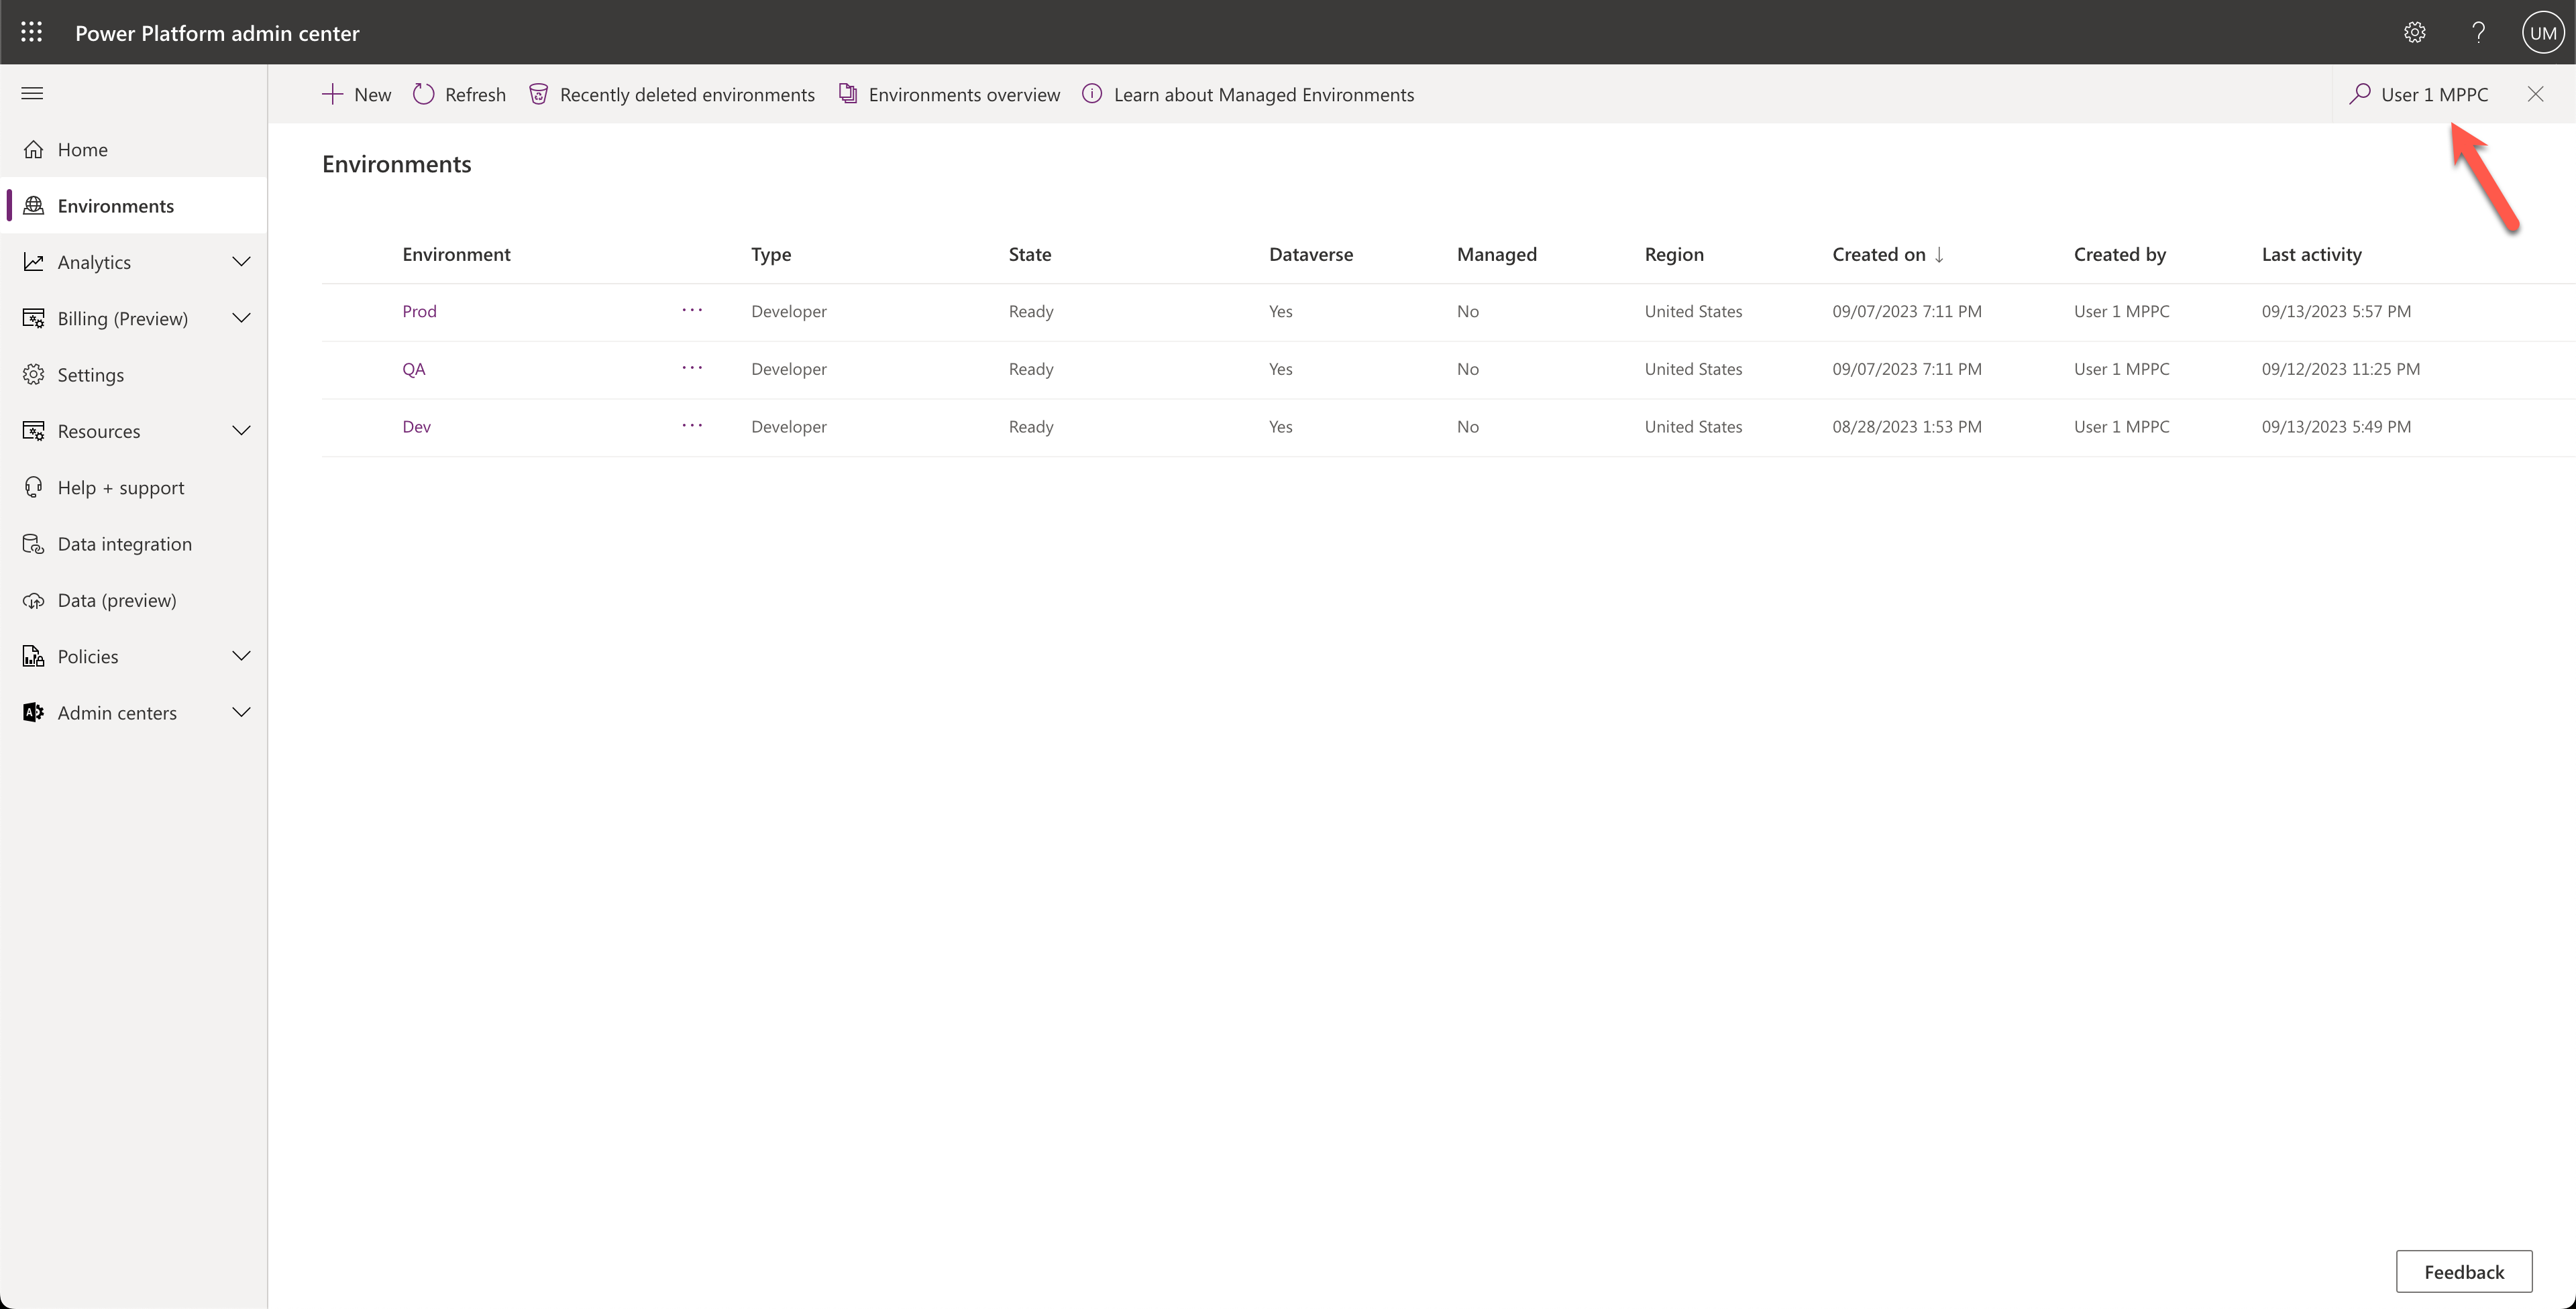 Power Platform admin center
UM
New Refresh Recently deleted environments Environments overview Learn about Managed Environments User 1 MPPC
Home
Environments
Analytics
Billing (Preview)
Settings
Resources
Help + support
Data integration
Data (preview)
Policies
Admin centers
Environments
Environment Type State Dataverse Managed Region Created on ↓ Created by Last activity
Prod ... Developer Ready Yes No United States 09/07/2023 7:11 PM User 1 MPPC 09/13/2023 5:57 PM
QA ... Developer Ready Yes No United States 09/07/2023 7:11 PM User 1 MPPC 09/12/2023 11:25 PM
Dev ... Developer Ready Yes No United States 08/28/2023 1:53 PM User 1 MPPC 09/13/2023 5:49 PM
Feedback